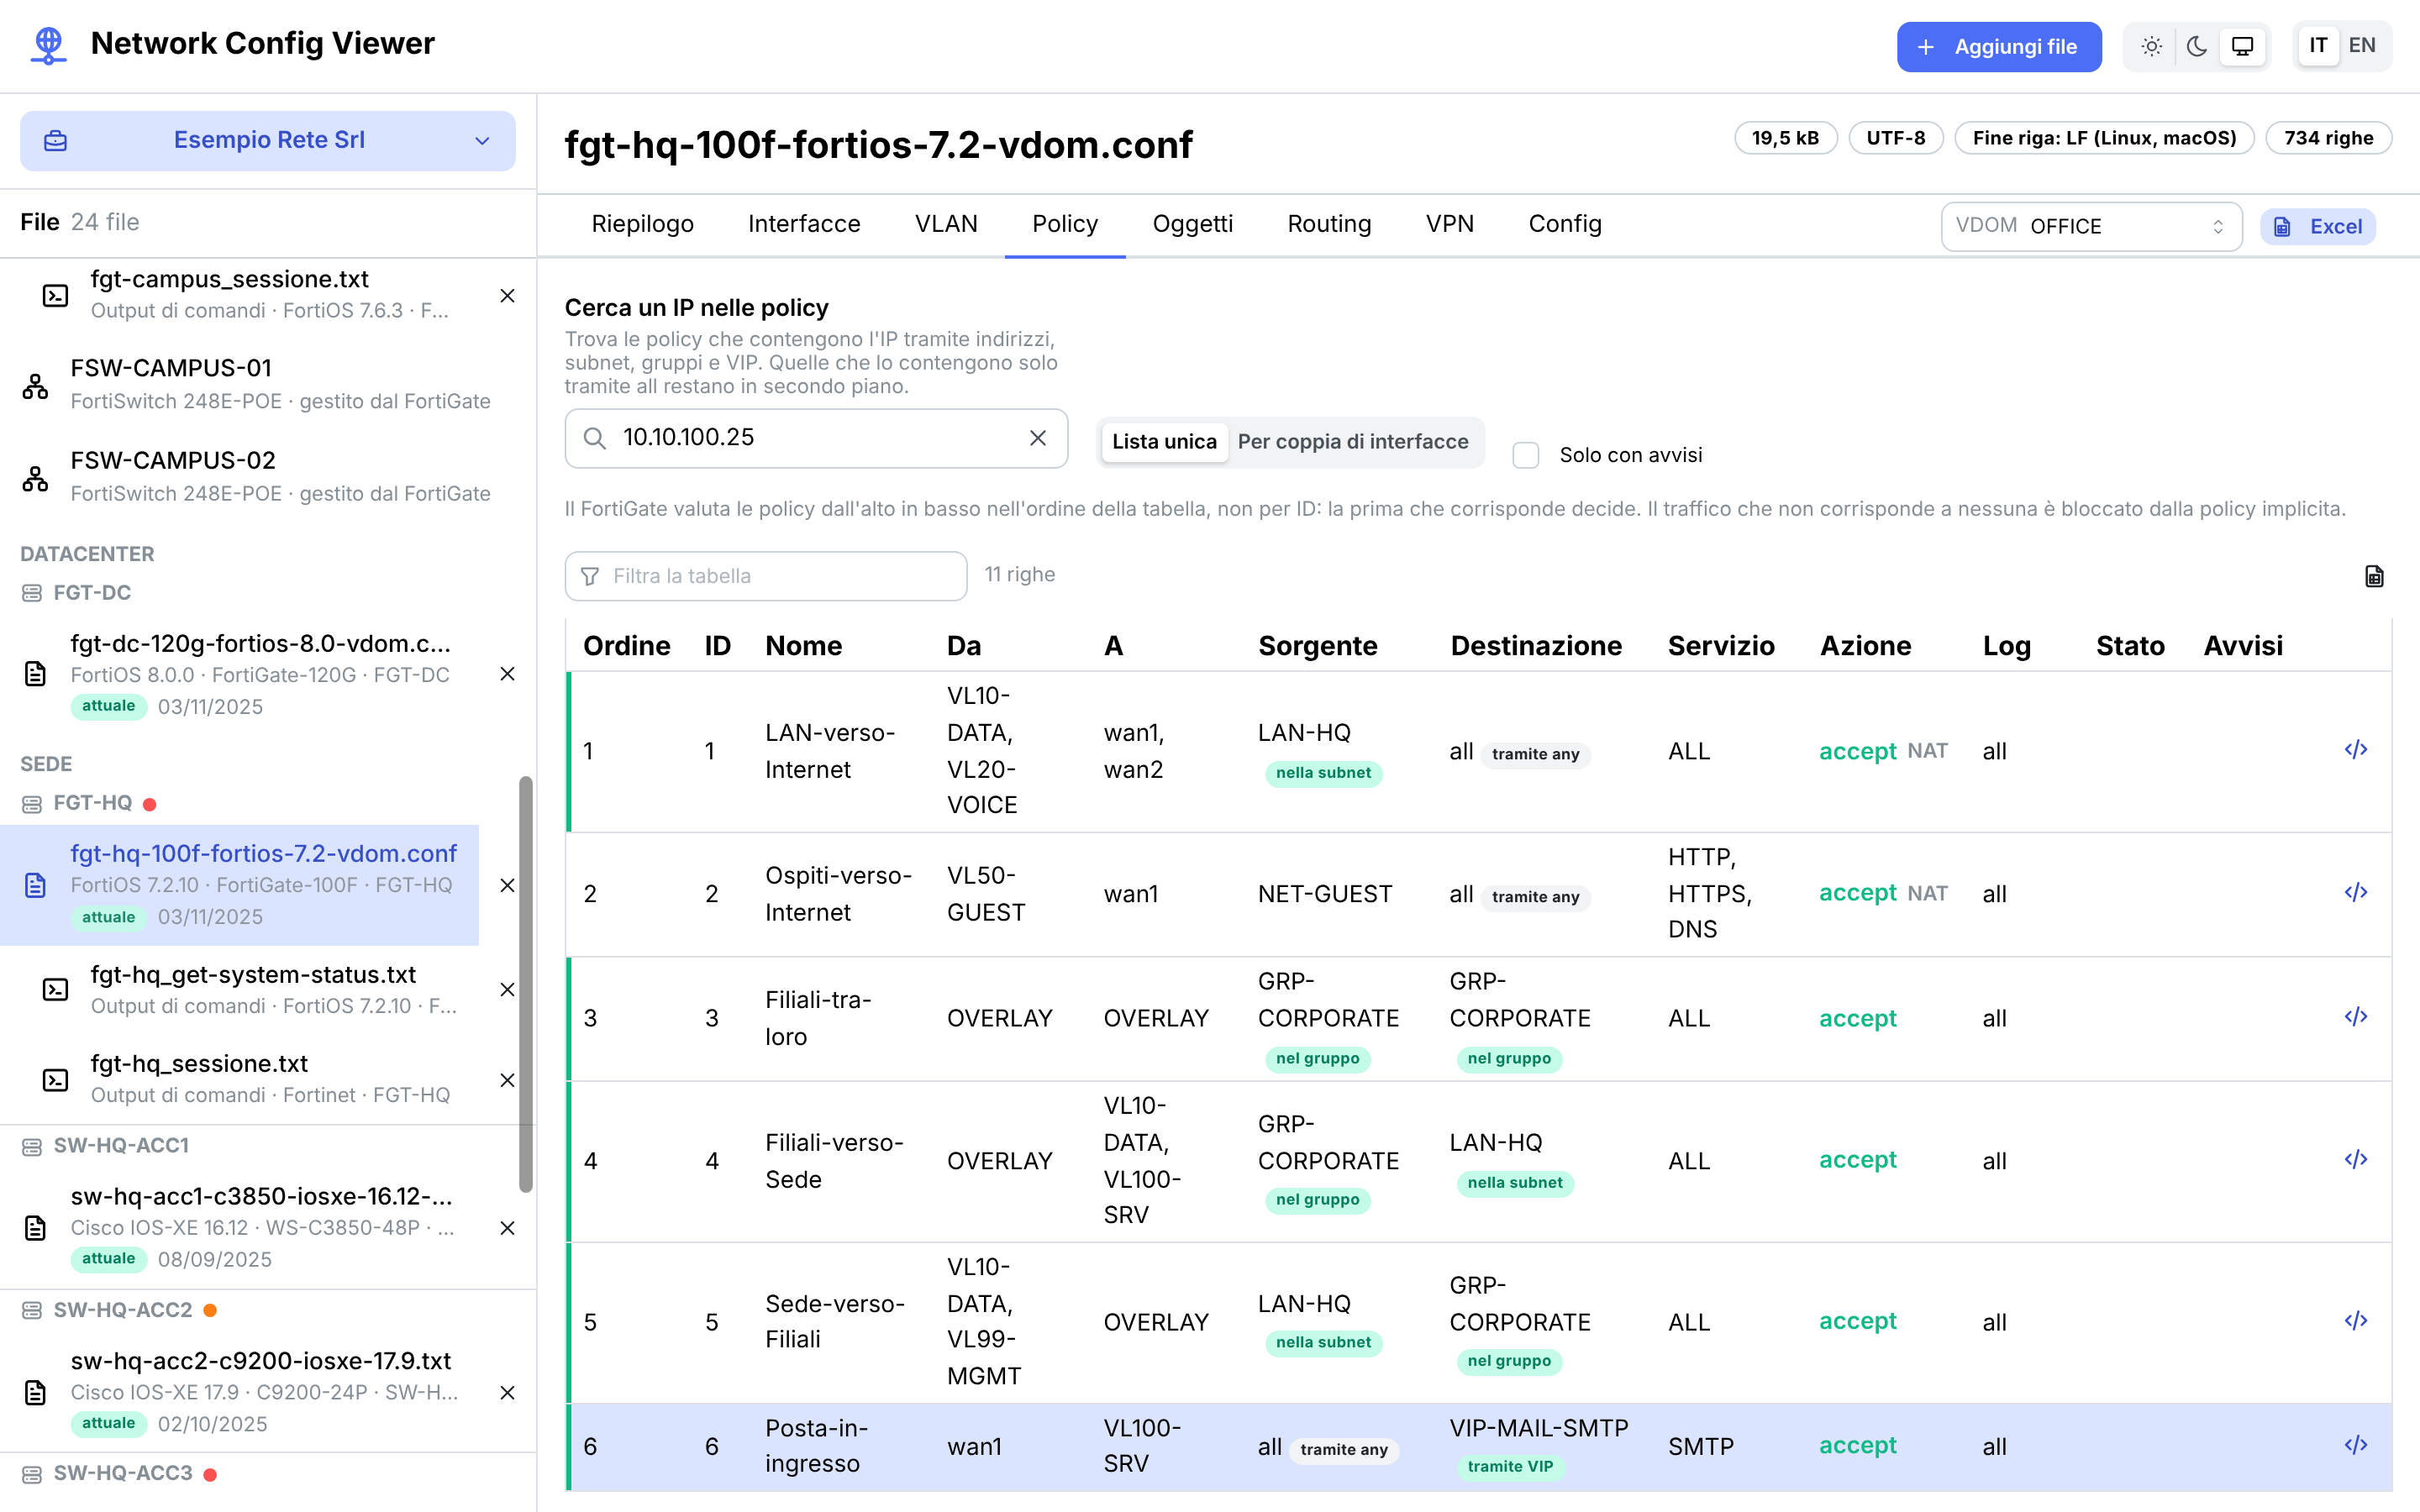 Network Config Viewer
Aggiungi file
IT EN
Esempio Rete Srl
File 24 file
fgt-campus_sessione.txt
Output di comandi · FortiOS 7.6.3 · F...
FSW-CAMPUS-01
FortiSwitch 248E-POE · gestito dal FortiGate
FSW-CAMPUS-02
FortiSwitch 248E-POE · gestito dal FortiGate
DATACENTER
FGT-DC
fgt-dc-120g-fortios-8.0-vdom.c...
FortiOS 8.0.0 · FortiGate-120G · FGT-DC
attuale 03/11/2025
SEDE
FGT-HQ
fgt-hq-100f-fortios-7.2-vdom.conf
FortiOS 7.2.10 · FortiGate-100F · FGT-HQ
attuale 03/11/2025
fgt-hq_get-system-status.txt
Output di comandi · FortiOS 7.2.10 · F...
fgt-hq_sessione.txt
Output di comandi · Fortinet · FGT-HQ
SW-HQ-ACC1
sw-hq-acc1-c3850-iosxe-16.12-...
Cisco IOS-XE 16.12 · WS-C3850-48P · ...
attuale 08/09/2025
SW-HQ-ACC2
sw-hq-acc2-c9200-iosxe-17.9.txt
Cisco IOS-XE 17.9 · C9200-24P · SW-H...
attuale 02/10/2025
SW-HQ-ACC3
fgt-hq-100f-fortios-7.2-vdom.conf
19,5 kB UTF-8 Fine riga: LF (Linux, macOS) 734 righe
Riepilogo Interfacce VLAN Policy Oggetti Routing VPN Config
VDOM OFFICE
Excel
Cerca un IP nelle policy
Trova le policy che contengono l'IP tramite indirizzi,
subnet, gruppi e VIP. Quelle che lo contengono solo
tramite all restano in secondo piano.
10.10.100.25
Lista unica Per coppia di interfacce
Solo con avvisi
Il FortiGate valuta le policy dall'alto in basso nell'ordine della tabella, non per ID: la prima che corrisponde decide. Il traffico che non corrisponde a nessuna è bloccato dalla policy implicita.
Filtra la tabella
11 righe
Ordine ID Nome Da A Sorgente Destinazione Servizio Azione Log Stato Avvisi
1
1
LAN-verso-
Internet
VL10-
DATA,
VL20-
VOICE
wan1,
wan2
LAN-HQ
nella subnet
all tramite any
ALL
accept NAT
all
2
2
Ospiti-verso-
Internet
VL50-
GUEST
wan1
NET-GUEST
all tramite any
HTTP,
HTTPS,
DNS
accept NAT
all
3
3
Filiali-tra-
loro
OVERLAY
OVERLAY
GRP-
CORPORATE
nel gruppo
GRP-
CORPORATE
nel gruppo
ALL
accept
all
4
4
Filiali-verso-
Sede
OVERLAY
VL10-
DATA,
VL100-
SRV
GRP-
CORPORATE
nel gruppo
LAN-HQ
nella subnet
ALL
accept
all
5
5
Sede-verso-
Filiali
VL10-
DATA,
VL99-
MGMT
OVERLAY
LAN-HQ
nella subnet
GRP-
CORPORATE
nel gruppo
ALL
accept
all
6
6
Posta-in-
ingresso
wan1
VL100-
SRV
all tramite any
VIP-MAIL-SMTP
tramite VIP
SMTP
accept
all